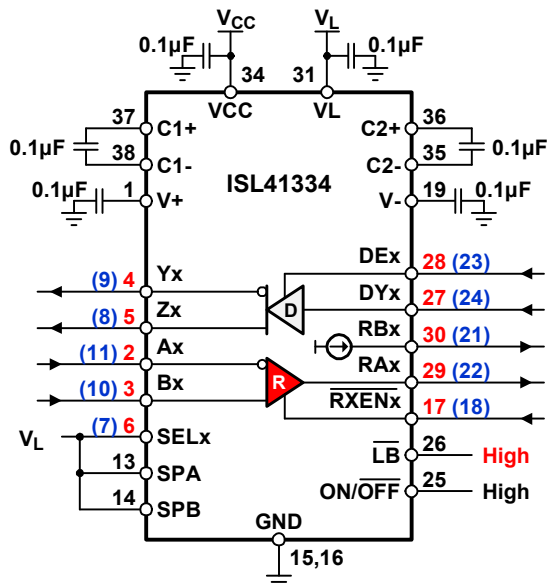 VCC VL
0.1µF 0.1µF
34 31
VCC VL
37 C1+ C2+ 36
0.1µF 0.1µF
38 C1- C2- 35
ISL41334
0.1µF 1 V+ V- 19 0.1µF
DEx 28 (23)
(9) 4 Yx
D DYx 27 (24)
(8) 5 Zx
RBx 30 (21)
(11) 2 Ax
R RAx 29 (22)
(10) 3 Bx
RXENx 17 (18)
VL (7) 6 SELx
LB 26 High
13 SPA
ON/OFF 25 High
14 SPB
GND
15,16